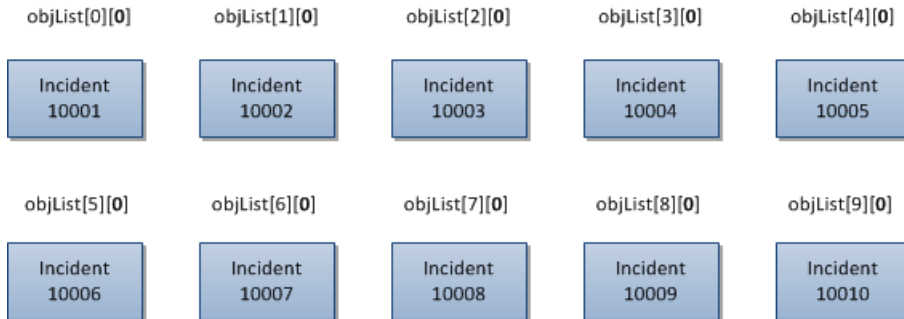 objList[0][0] objList[1][0] objList[2][0] objList[3][0] objList[4][0]
Incident Incident Incident Incident Incident
10001 10002 10003 10004 10005
objList[5][0] objList[6][0] objList[7][0] objList[8][0] objList[9][0]
Incident Incident Incident Incident Incident
10006 10007 10008 10009 10010